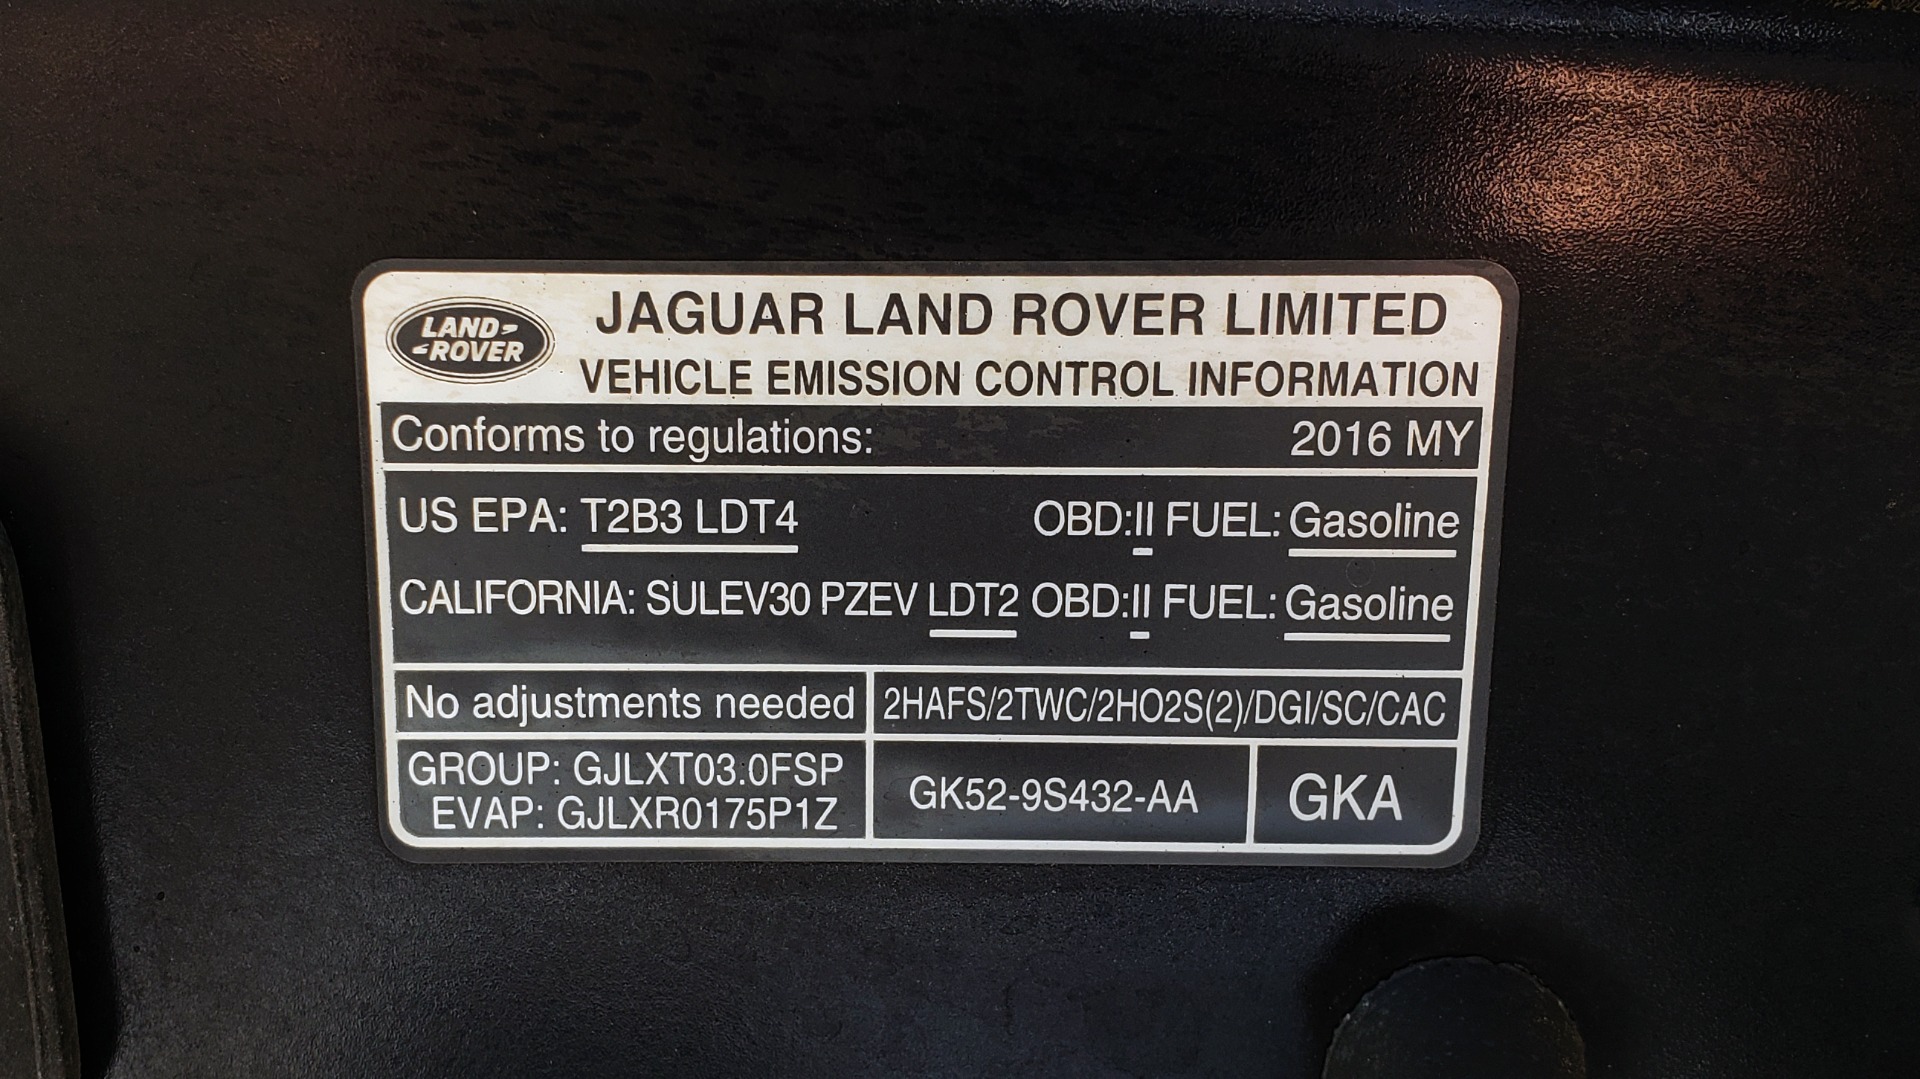 LAND-
-ROVER
JAGUAR LAND ROVER LIMITED
VEHICLE EMISSION CONTROL INFORMATION
Conforms to regulations: 2016 MY
US EPA: T2B3 LDT4 OBD:II FUEL: Gasoline
CALIFORNIA: SULEV30 PZEV LDT2 OBD:II FUEL: Gasoline
No adjustments needed 2HAFS/2TWC/2HO2S(2)/DGI/SC/CAC
GROUP: GJLXT03.0FSP
EVAP: GJLXR0175P1Z
GK52-9S432-AA
GKA